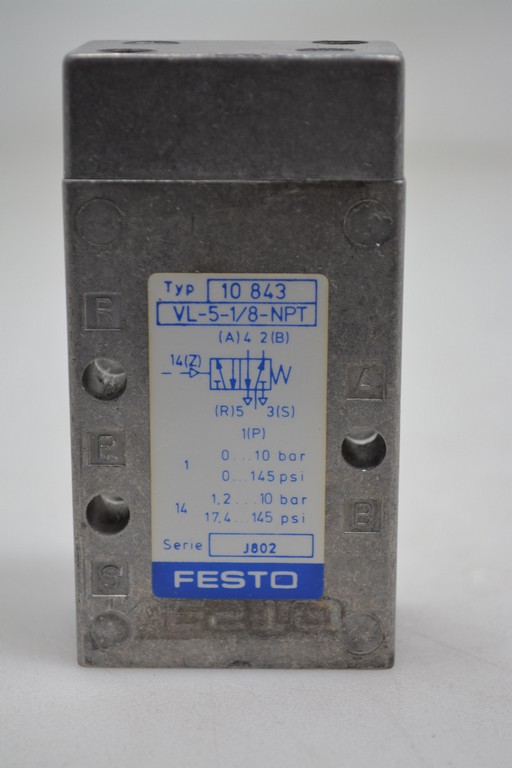 Typ 10 843
VL-5-1/8-NPT
(A)4 2(B)
14(Z)
(R)5 3(S)
1(P)
1 0...10 bar
0...145 psi
14 1,2...10 bar
17,4...145 psi
Serie J802
FESTO
R
A
P
B
S